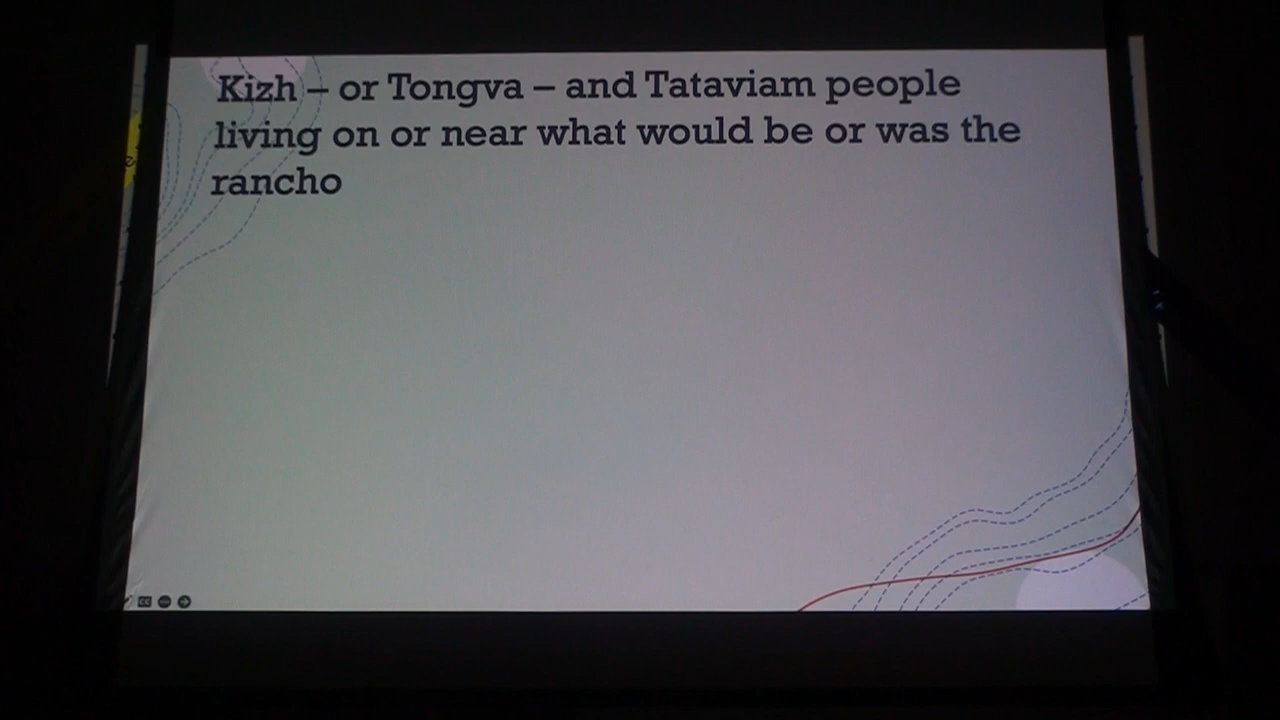 Kizh – or Tongva – and Tataviam people
living on or near what would be or was the
rancho